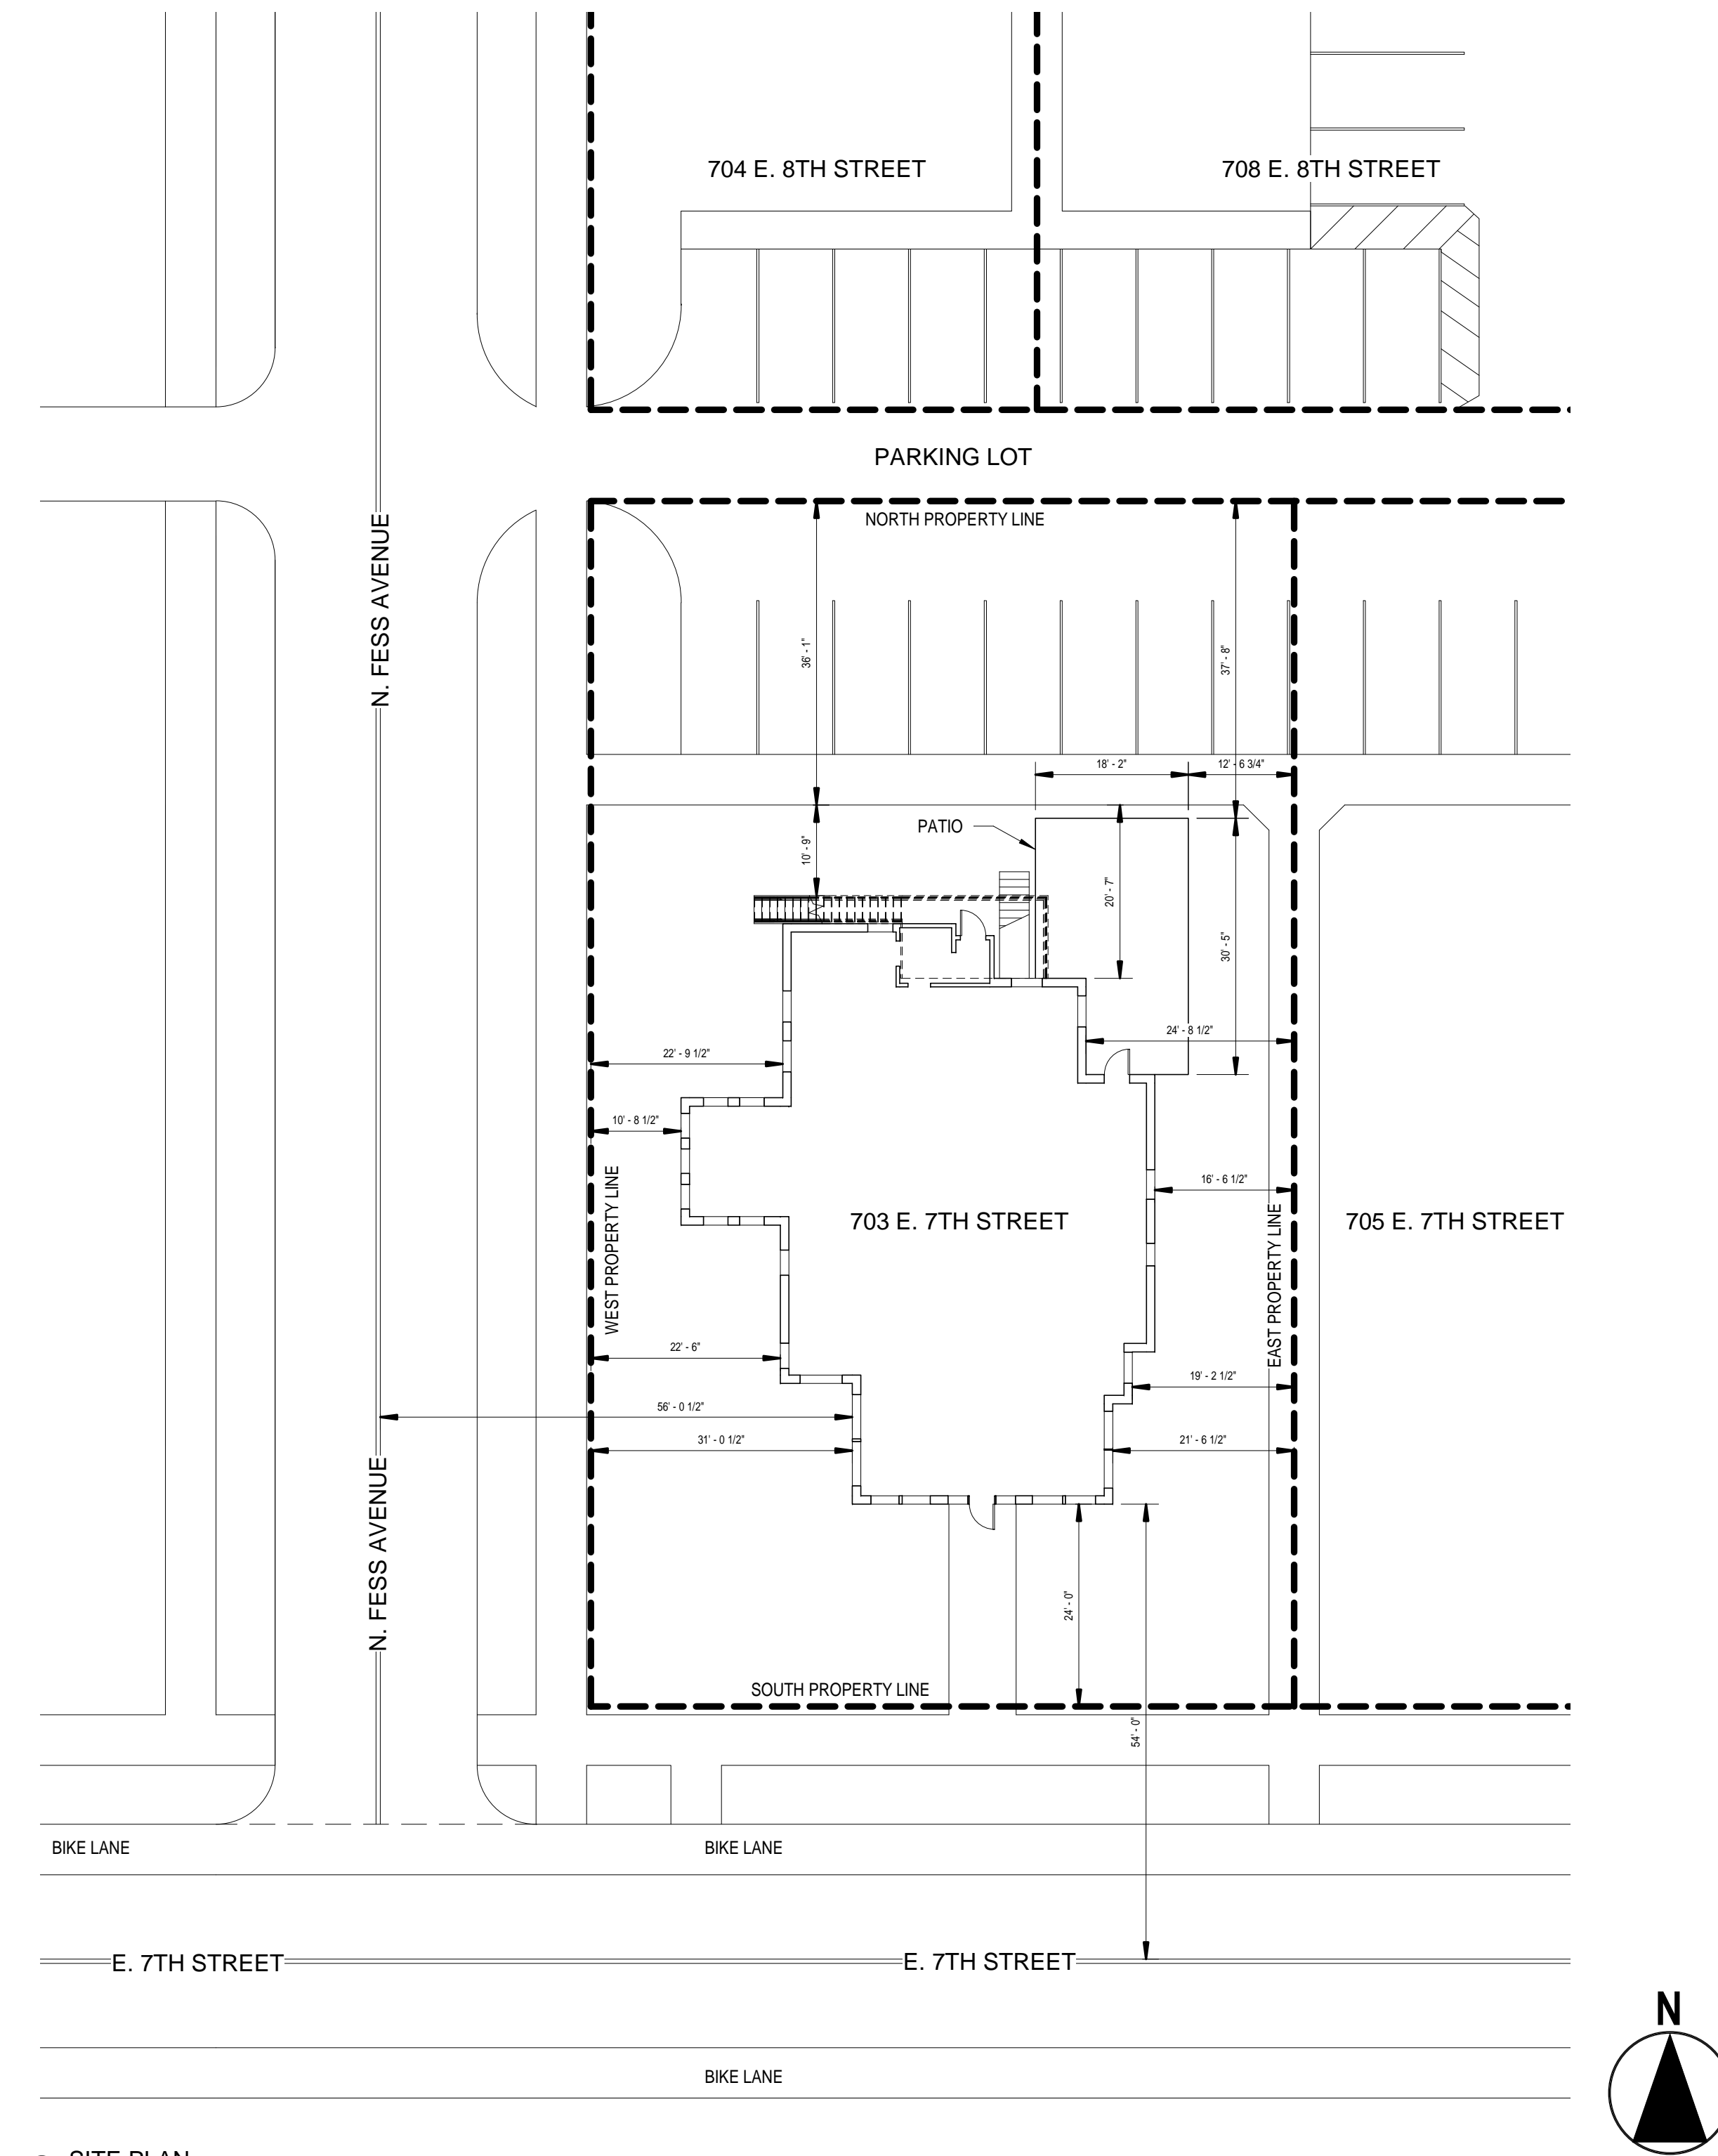 704 E. 8TH STREET
708 E. 8TH STREET
PARKING LOT
NORTH PROPERTY LINE
N. FESS AVENUE
36' - 1"
37' - 8"
18' - 2"
12' - 6 3/4"
PATIO
10' - 9"
20' - 7"
30' - 5"
24' - 8 1/2"
22' - 9 1/2"
10' - 8 1/2"
WEST PROPERTY LINE
16' - 6 1/2"
703 E. 7TH STREET
EAST PROPERTY LINE
705 E. 7TH STREET
22' - 6"
19' - 2 1/2"
56' - 0 1/2"
31' - 0 1/2"
21' - 6 1/2"
N. FESS AVENUE
24' - 0"
SOUTH PROPERTY LINE
54' - 0"
BIKE LANE
BIKE LANE
E. 7TH STREET
E. 7TH STREET
N
BIKE LANE
SITE PLAN